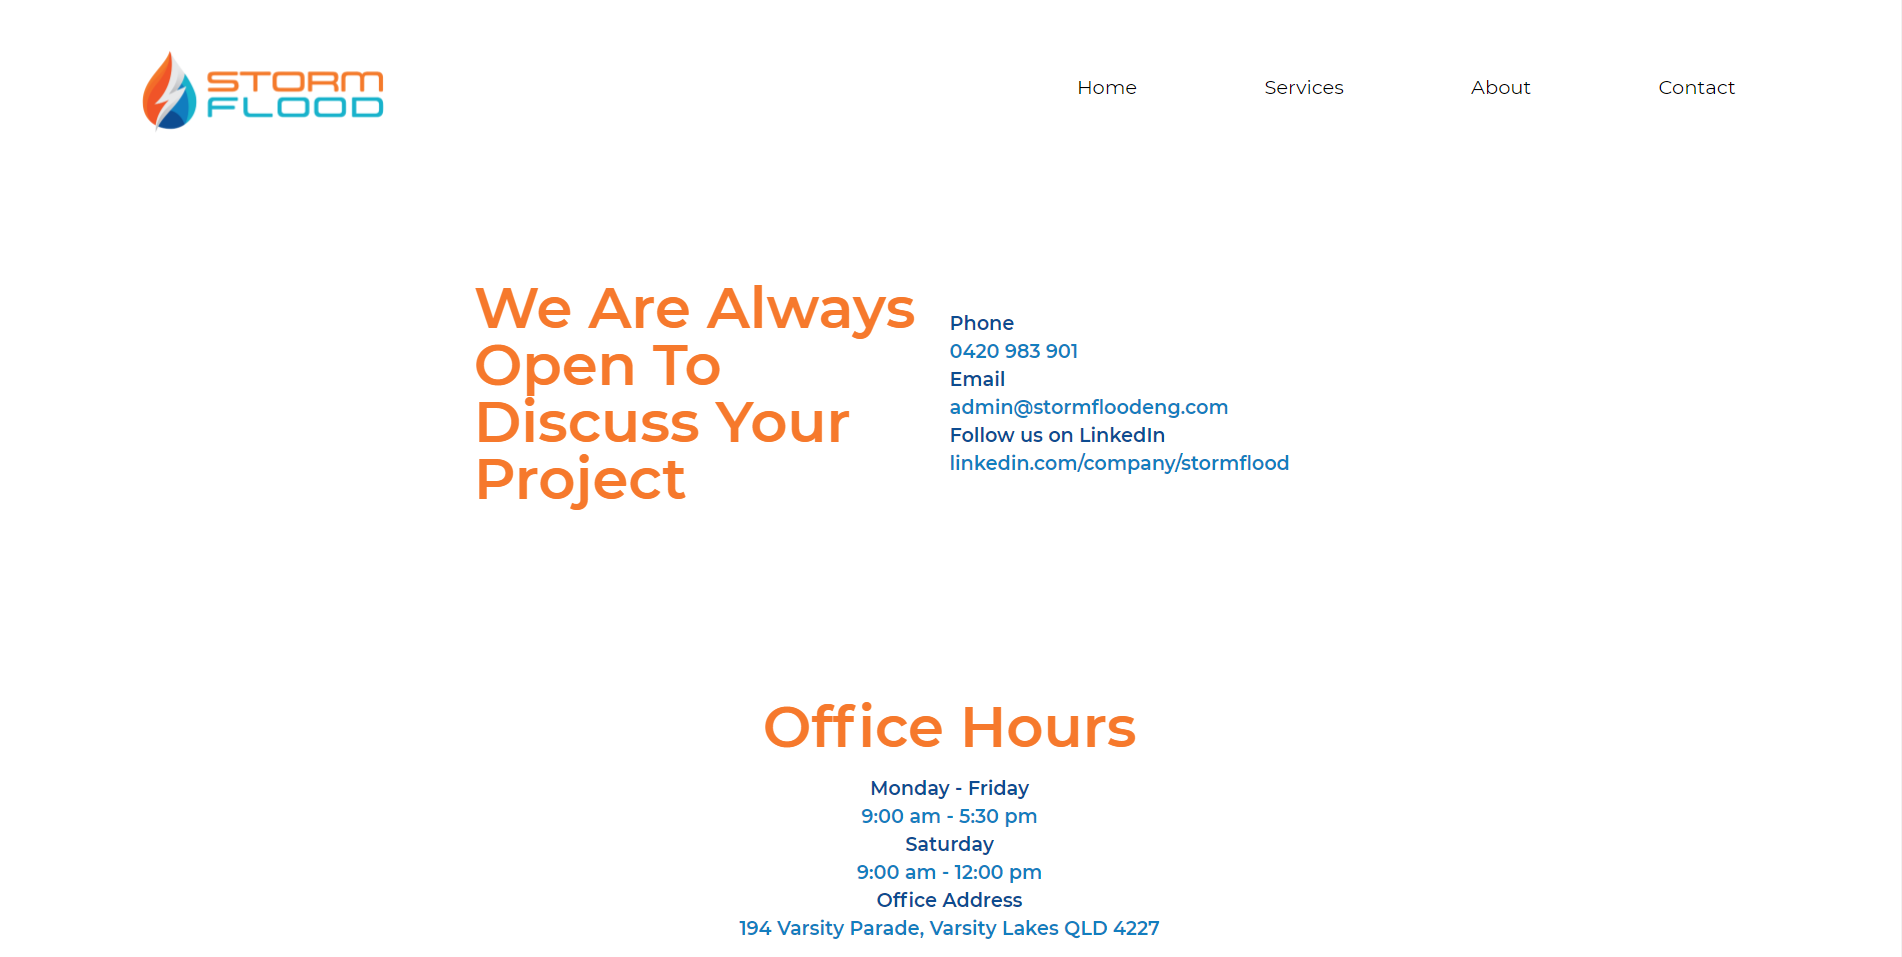 STORM
FLOOD
Home
Services
About
Contact
We Are Always
Open To
Discuss Your
Project
Phone
0420 983 901
Email
admin@stormfloodeng.com
Follow us on LinkedIn
linkedin.com/company/stormflood
Office Hours
Monday - Friday
9:00 am - 5:30 pm
Saturday
9:00 am - 12:00 pm
Office Address
194 Varsity Parade, Varsity Lakes QLD 4227